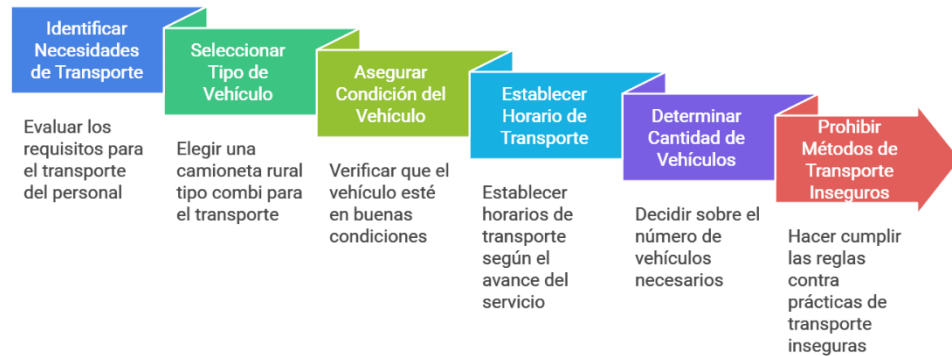 Identificar
Necesidades
de Transporte
Evaluar los
requisitos para
el transporte
del personal
Seleccionar
Tipo de
Vehículo
Elegir una
camioneta rural
tipo combi para
el transporte
Asegurar
Condición del
Vehículo
Verificar que el
vehículo esté
en buenas
condiciones
Establecer
Horario de
Transporte
Establecer
horarios de
transporte
según el
avance del
servicio
Determinar
Cantidad de
Vehículos
Decidir sobre el
número de
vehículos
necesarios
Prohibir
Métodos de
Transporte
Inseguros
Hacer cumplir
las reglas
contra
prácticas de
transporte
inseguras